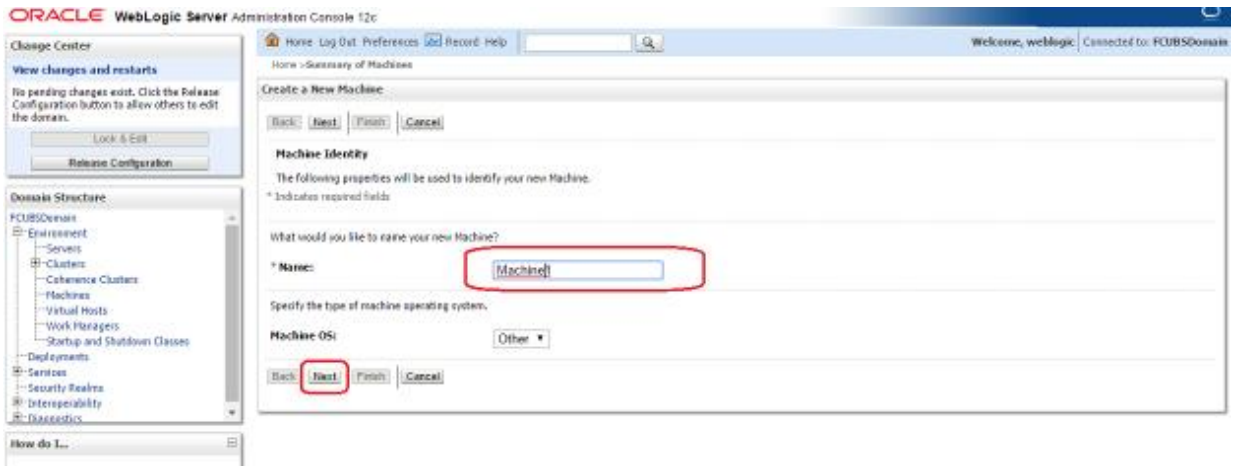 ORACLE WebLogic Server Administration Console 12c
Change Center
View changes and restarts
No pending changes exist. Click the Release
Configuration button to allow others to edit
the domain.
Lock & Edit
Release Configuration
Domain Structure
FCUBSDomain
Environment
Servers
Clusters
Coherence Clusters
Machines
Virtual Hosts
Work Managers
Startup and Shutdown Classes
Deployments
Services
Security Realms
Interoperability
Diagnostics
How do I...
Home Log Out Preferences Record Help
Welcome, weblogic Connected to: FCUBSDomain
Home >Summary of Machines
Create a New Machine
Back Next Finish Cancel
Machine Identity
The following properties will be used to identify your new Machine.
* Indicates required fields
What would you like to name your new Machine?
* Name: Machine1
Specify the type of machine operating system.
Machine OS: Other
Back Next Finish Cancel